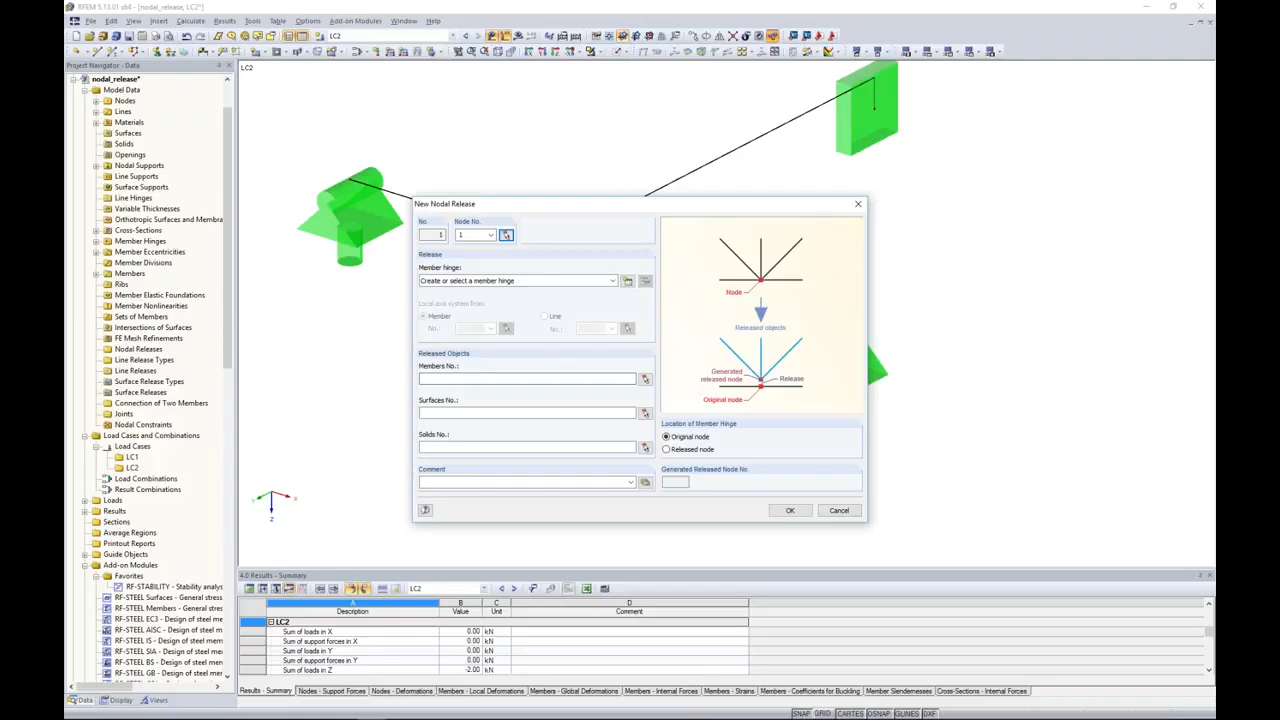 RFEM 5.13.01 x64 - [nodal_release, LC2*]
File Edit View Insert Calculate Results Tools Table Options Add-on Modules Window Help
LC2
Project Navigator - Data
LC2
nodal_release*
Model Data
Nodes
Lines
Materials
Surfaces
Solids
Openings
Nodal Supports
Line Supports
Surface Supports
Line Hinges
Variable Thicknesses
Orthotropic Surfaces and Membra
Cross-Sections
Member Hinges
Member Eccentricities
Member Divisions
Members
Ribs
Member Elastic Foundations
Member Nonlinearities
Sets of Members
Intersections of Surfaces
FE Mesh Refinements
Nodal Releases
Line Release Types
Line Releases
Surface Release Types
Surface Releases
Connection of Two Members
Joints
Nodal Constraints
Load Cases and Combinations
Load Cases
LC1
LC2
Load Combinations
Result Combinations
Loads
Results
Sections
Average Regions
Printout Reports
Guide Objects
Add-on Modules
Favorites
RF-STABILITY - Stability analys
RF-STEEL Surfaces - General stress
RF-STEEL Members - General stres
RF-STEEL EC3 - Design of steel me
RF-STEEL AISC - Design of steel m
RF-STEEL IS - Design of steel mem
RF-STEEL SIA - Design of steel me
RF-STEEL BS - Design of steel mem
RF-STEEL GB - Design of steel mem
Data Display Views
New Nodal Release
No. Node No.
1 1
Release
Member hinge:
Create or select a member hinge
Local axis system from:
Member Line
No.: No.:
Released Objects
Members No.:
Surfaces No.:
Solids No.:
Comment
Node
Released objects
Generated released node
Release
Original node
Location of Member Hinge
Original node
Released node
Generated Released Node No.
OK Cancel
X
Y
Z
4.0 Results - Summary
LC2
A B C D
Description Value Unit Comment
LC2
Sum of loads in X 0.00 kN
Sum of support forces in X 0.00 kN
Sum of loads in Y 0.00 kN
Sum of support forces in Y 0.00 kN
Sum of loads in Z -2.00 kN
Results - Summary Nodes - Support Forces Nodes - Deformations Members - Local Deformations Members - Global Deformations Members - Internal Forces Members - Strains Members - Coefficients for Buckling Member Slendernesses Cross-Sections - Internal Forces
SNAP GRID CARTES OSNAP GLINES DXF